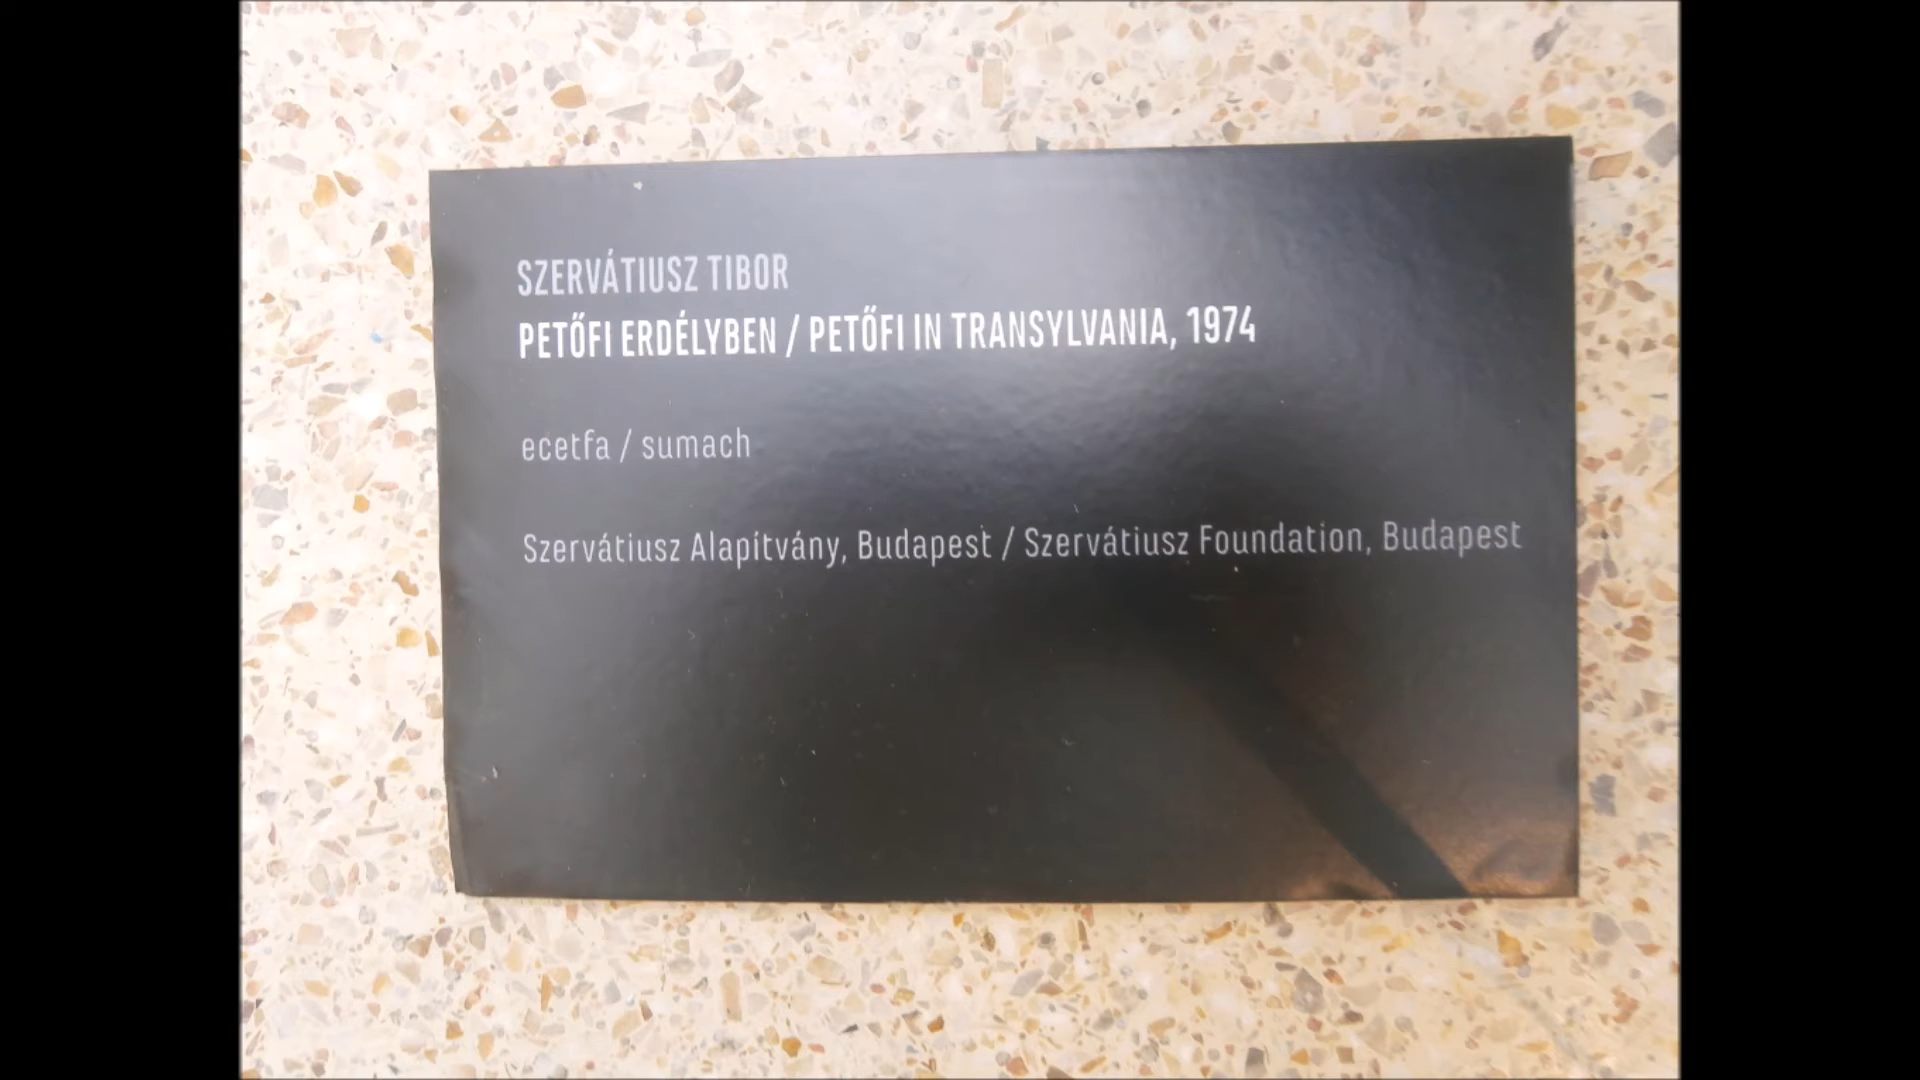 SZERVÁTIUSZ TIBOR
PETŐFI ERDÉLYBEN / PETŐFI IN TRANSYLVANIA, 1974
ecetfa / sumach
Szervátiusz Alapítvány, Budapest / Szervátiusz Foundation, Budapest